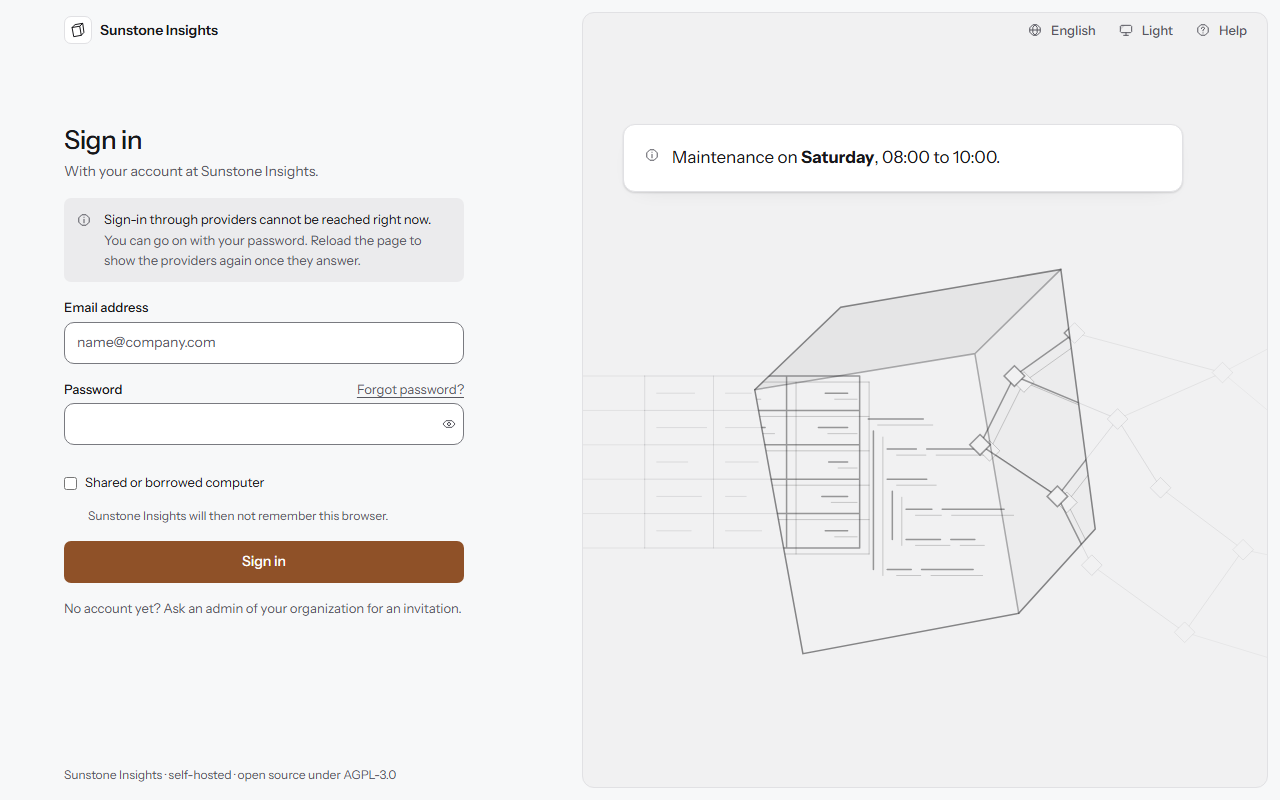 Sunstone Insights
English
Light
Help
Sign in
With your account at Sunstone Insights.
Sign-in through providers cannot be reached right now.
You can go on with your password. Reload the page to
show the providers again once they answer.
Email address
name@company.com
Password
Forgot password?
Shared or borrowed computer
Sunstone Insights will then not remember this browser.
Sign in
No account yet? Ask an admin of your organization for an invitation.
Sunstone Insights · self-hosted · open source under AGPL-3.0
Maintenance on Saturday, 08:00 to 10:00.